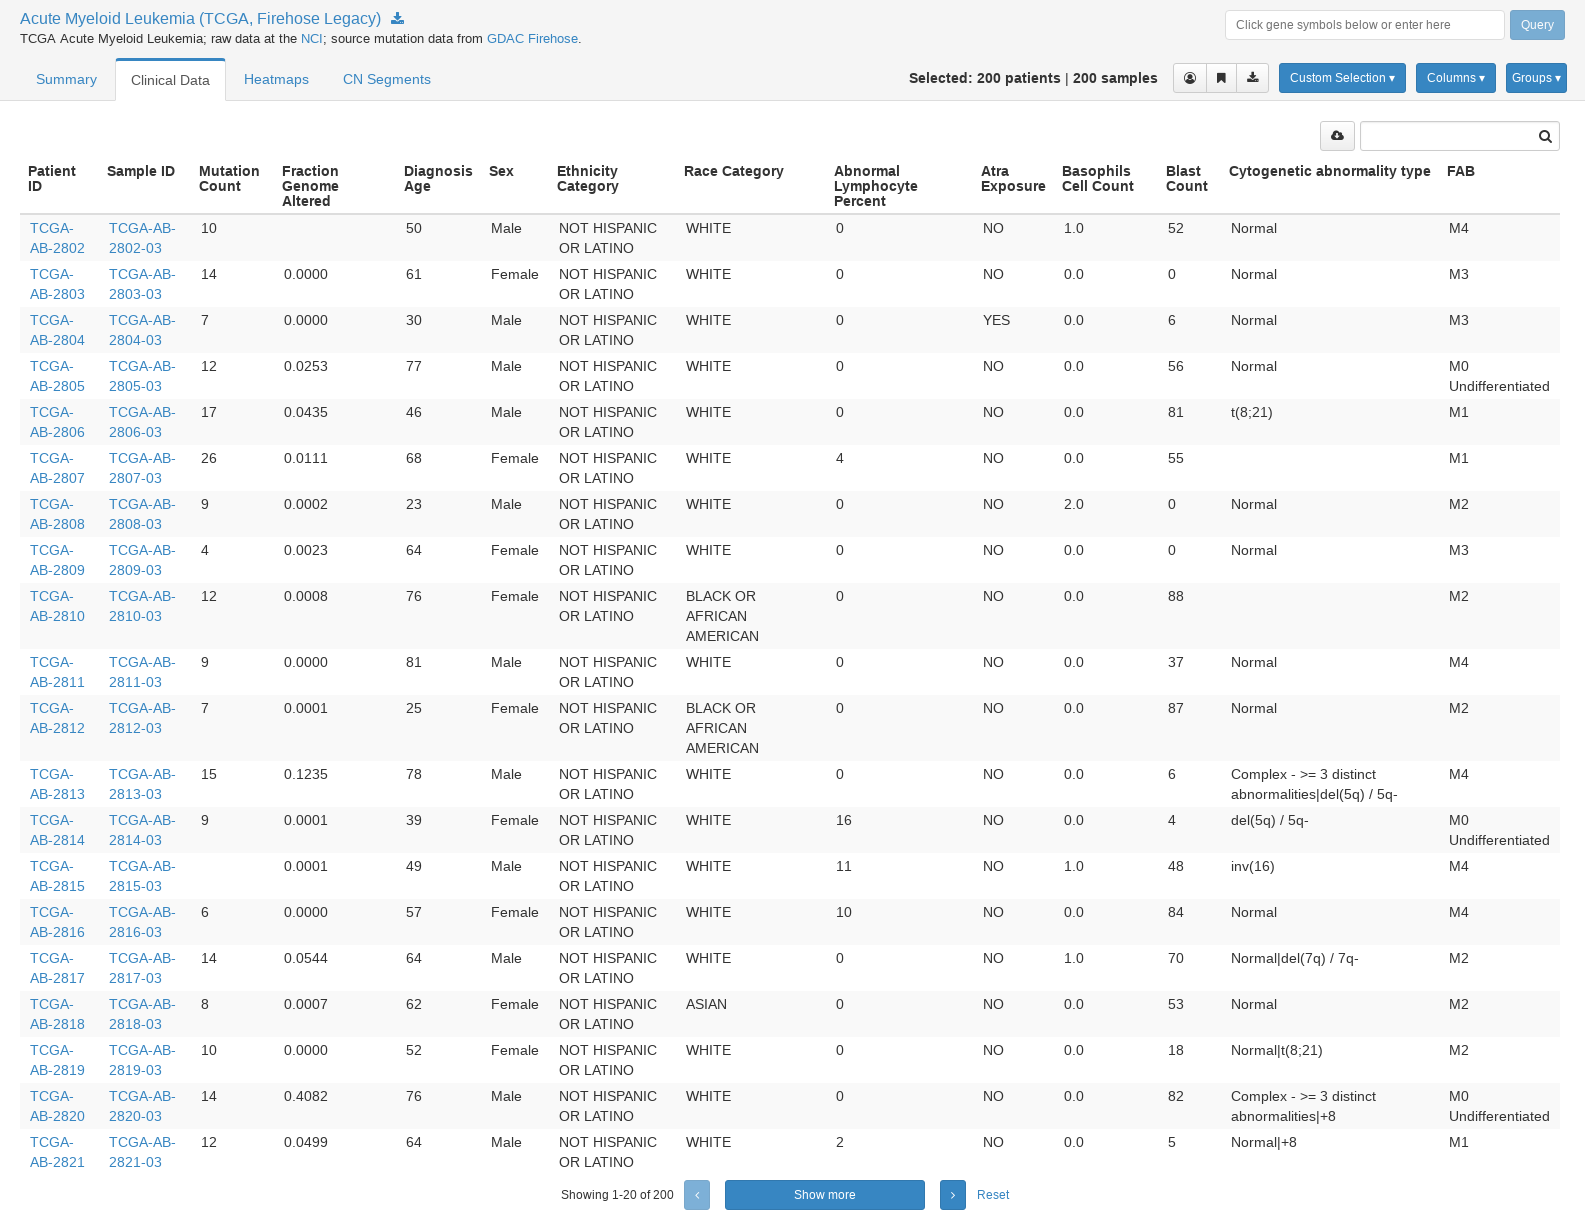 Acute Myeloid Leukemia (TCGA, Firehose Legacy)
TCGA Acute Myeloid Leukemia; raw data at the NCI; source mutation data from GDAC Firehose.
Click gene symbols below or enter here Query
Summary Clinical Data Heatmaps CN Segments
Selected: 200 patients | 200 samples Custom Selection ▾ Columns ▾ Groups ▾
Patient Sample ID Mutation Fraction Diagnosis Sex Ethnicity Race Category Abnormal Atra Basophils Blast Cytogenetic abnormality type FAB
ID Count Genome Age Category Lymphocyte Exposure Cell Count Count
Altered Percent
TCGA- TCGA-AB- 10 50 Male NOT HISPANIC WHITE 0 NO 1.0 52 Normal M4
AB-2802 2802-03 OR LATINO
TCGA- TCGA-AB- 14 0.0000 61 Female NOT HISPANIC WHITE 0 NO 0.0 0 Normal M3
AB-2803 2803-03 OR LATINO
TCGA- TCGA-AB- 7 0.0000 30 Male NOT HISPANIC WHITE 0 YES 0.0 6 Normal M3
AB-2804 2804-03 OR LATINO
TCGA- TCGA-AB- 12 0.0253 77 Male NOT HISPANIC WHITE 0 NO 0.0 56 Normal M0
AB-2805 2805-03 OR LATINO Undifferentiated
TCGA- TCGA-AB- 17 0.0435 46 Male NOT HISPANIC WHITE 0 NO 0.0 81 t(8;21) M1
AB-2806 2806-03 OR LATINO
TCGA- TCGA-AB- 26 0.0111 68 Female NOT HISPANIC WHITE 4 NO 0.0 55 M1
AB-2807 2807-03 OR LATINO
TCGA- TCGA-AB- 9 0.0002 23 Male NOT HISPANIC WHITE 0 NO 2.0 0 Normal M2
AB-2808 2808-03 OR LATINO
TCGA- TCGA-AB- 4 0.0023 64 Female NOT HISPANIC WHITE 0 NO 0.0 0 Normal M3
AB-2809 2809-03 OR LATINO
TCGA- TCGA-AB- 12 0.0008 76 Female NOT HISPANIC BLACK OR 0 NO 0.0 88 M2
AB-2810 2810-03 OR LATINO AFRICAN
AMERICAN
TCGA- TCGA-AB- 9 0.0000 81 Male NOT HISPANIC WHITE 0 NO 0.0 37 Normal M4
AB-2811 2811-03 OR LATINO
TCGA- TCGA-AB- 7 0.0001 25 Female NOT HISPANIC BLACK OR 0 NO 0.0 87 Normal M2
AB-2812 2812-03 OR LATINO AFRICAN
AMERICAN
TCGA- TCGA-AB- 15 0.1235 78 Male NOT HISPANIC WHITE 0 NO 0.0 6 Complex - >= 3 distinct M4
AB-2813 2813-03 OR LATINO abnormalities|del(5q) / 5q-
TCGA- TCGA-AB- 9 0.0001 39 Female NOT HISPANIC WHITE 16 NO 0.0 4 del(5q) / 5q- M0
AB-2814 2814-03 OR LATINO Undifferentiated
TCGA- TCGA-AB- 0.0001 49 Male NOT HISPANIC WHITE 11 NO 1.0 48 inv(16) M4
AB-2815 2815-03 OR LATINO
TCGA- TCGA-AB- 6 0.0000 57 Female NOT HISPANIC WHITE 10 NO 0.0 84 Normal M4
AB-2816 2816-03 OR LATINO
TCGA- TCGA-AB- 14 0.0544 64 Male NOT HISPANIC WHITE 0 NO 1.0 70 Normal|del(7q) / 7q- M2
AB-2817 2817-03 OR LATINO
TCGA- TCGA-AB- 8 0.0007 62 Female NOT HISPANIC ASIAN 0 NO 0.0 53 Normal M2
AB-2818 2818-03 OR LATINO
TCGA- TCGA-AB- 10 0.0000 52 Female NOT HISPANIC WHITE 0 NO 0.0 18 Normal|t(8;21) M2
AB-2819 2819-03 OR LATINO
TCGA- TCGA-AB- 14 0.4082 76 Male NOT HISPANIC WHITE 0 NO 0.0 82 Complex - >= 3 distinct M0
AB-2820 2820-03 OR LATINO abnormalities|+8 Undifferentiated
TCGA- TCGA-AB- 12 0.0499 64 Male NOT HISPANIC WHITE 2 NO 0.0 5 Normal|+8 M1
AB-2821 2821-03 OR LATINO
Showing 1-20 of 200 ‹ Show more › Reset